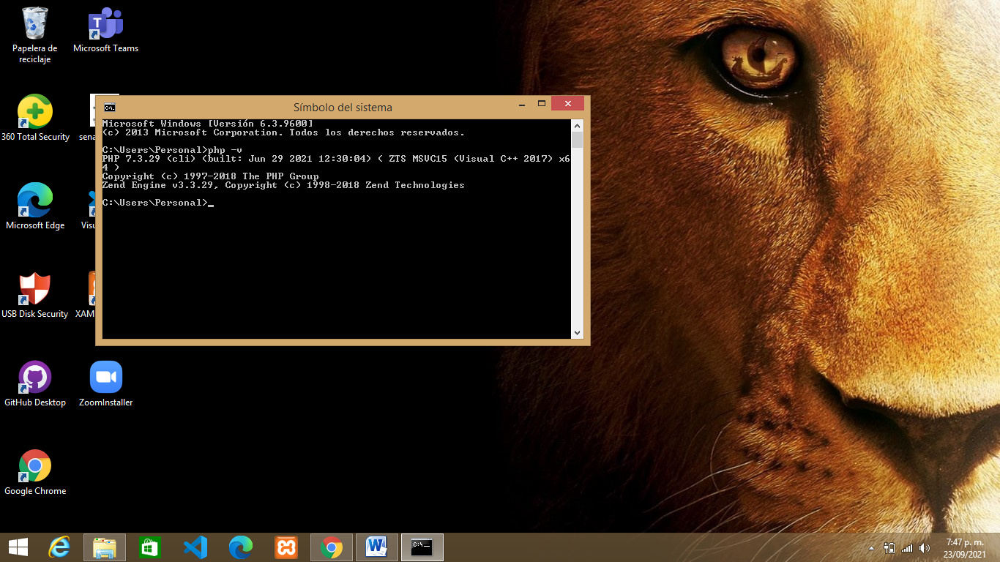 Papelera de
reciclaje
Microsoft Teams
360 Total Security
sena
Microsoft Edge
Visu
USB Disk Security
XAM
GitHub Desktop
ZoomInstaller
Google Chrome
Símbolo del sistema
Microsoft Windows [Versión 6.3.9600]
(c) 2013 Microsoft Corporation. Todos los derechos reservados.
C:\Users\Personal>php -v
PHP 7.3.29 (cli) (built: Jun 29 2021 12:30:04) ( ZTS MSVC15 (Visual C++ 2017) x6
4 )
Copyright (c) 1997-2018 The PHP Group
Zend Engine v3.3.29, Copyright (c) 1998-2018 Zend Technologies
C:\Users\Personal>_
7:47 p. m.
23/09/2021